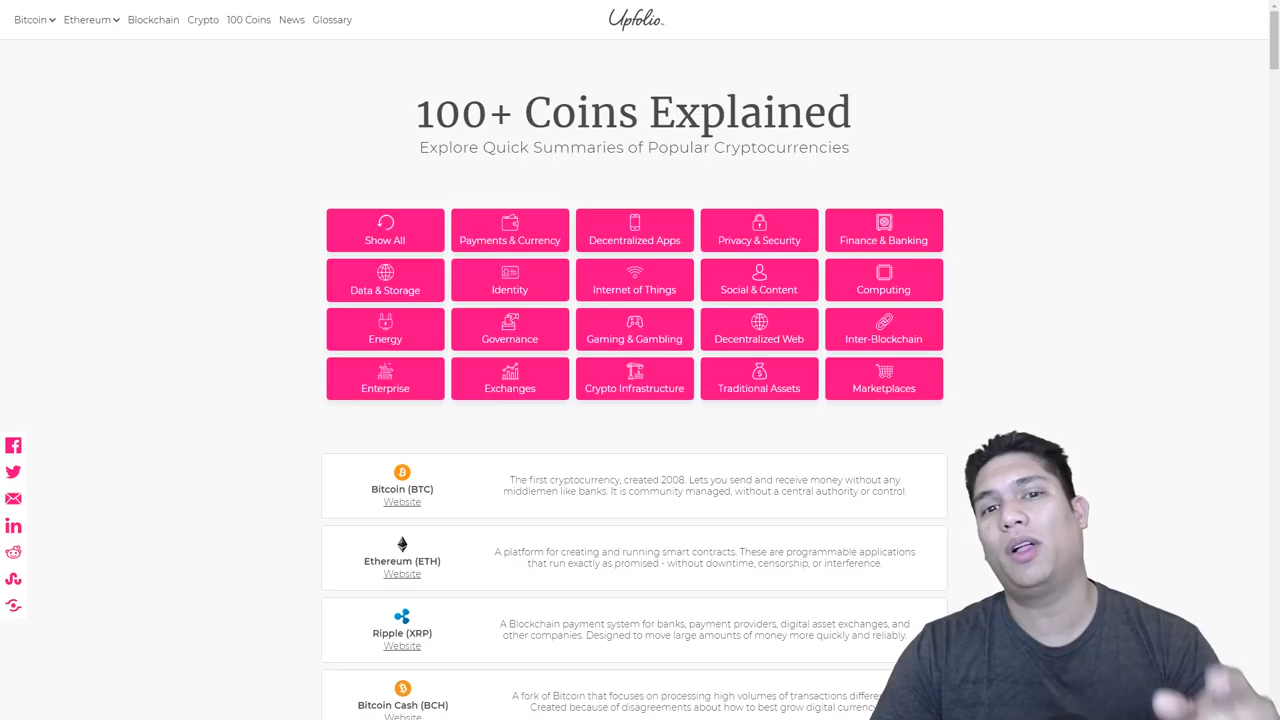 Bitcoin Ethereum Blockchain Crypto 100 Coins News Glossary
Upfolio
100+ Coins Explained
Explore Quick Summaries of Popular Cryptocurrencies
Show All
Payments & Currency
Decentralized Apps
Privacy & Security
Finance & Banking
Data & Storage
Identity
Internet of Things
Social & Content
Computing
Energy
Governance
Gaming & Gambling
Decentralized Web
Inter-Blockchain
Enterprise
Exchanges
Crypto Infrastructure
Traditional Assets
Marketplaces
Bitcoin (BTC)
Website
The first cryptocurrency, created 2008. Lets you send and receive money without any
middlemen like banks. It is community managed, without a central authority or control.
Ethereum (ETH)
Website
A platform for creating and running smart contracts. These are programmable applications
that run exactly as promised - without downtime, censorship, or interference.
Ripple (XRP)
Website
A Blockchain payment system for banks, payment providers, digital asset exchanges, and
other companies. Designed to move large amounts of money more quickly and reliably.
Bitcoin Cash (BCH)
Website
A fork of Bitcoin that focuses on processing high volumes of transactions
Created because of disagreements about how to best grow digital